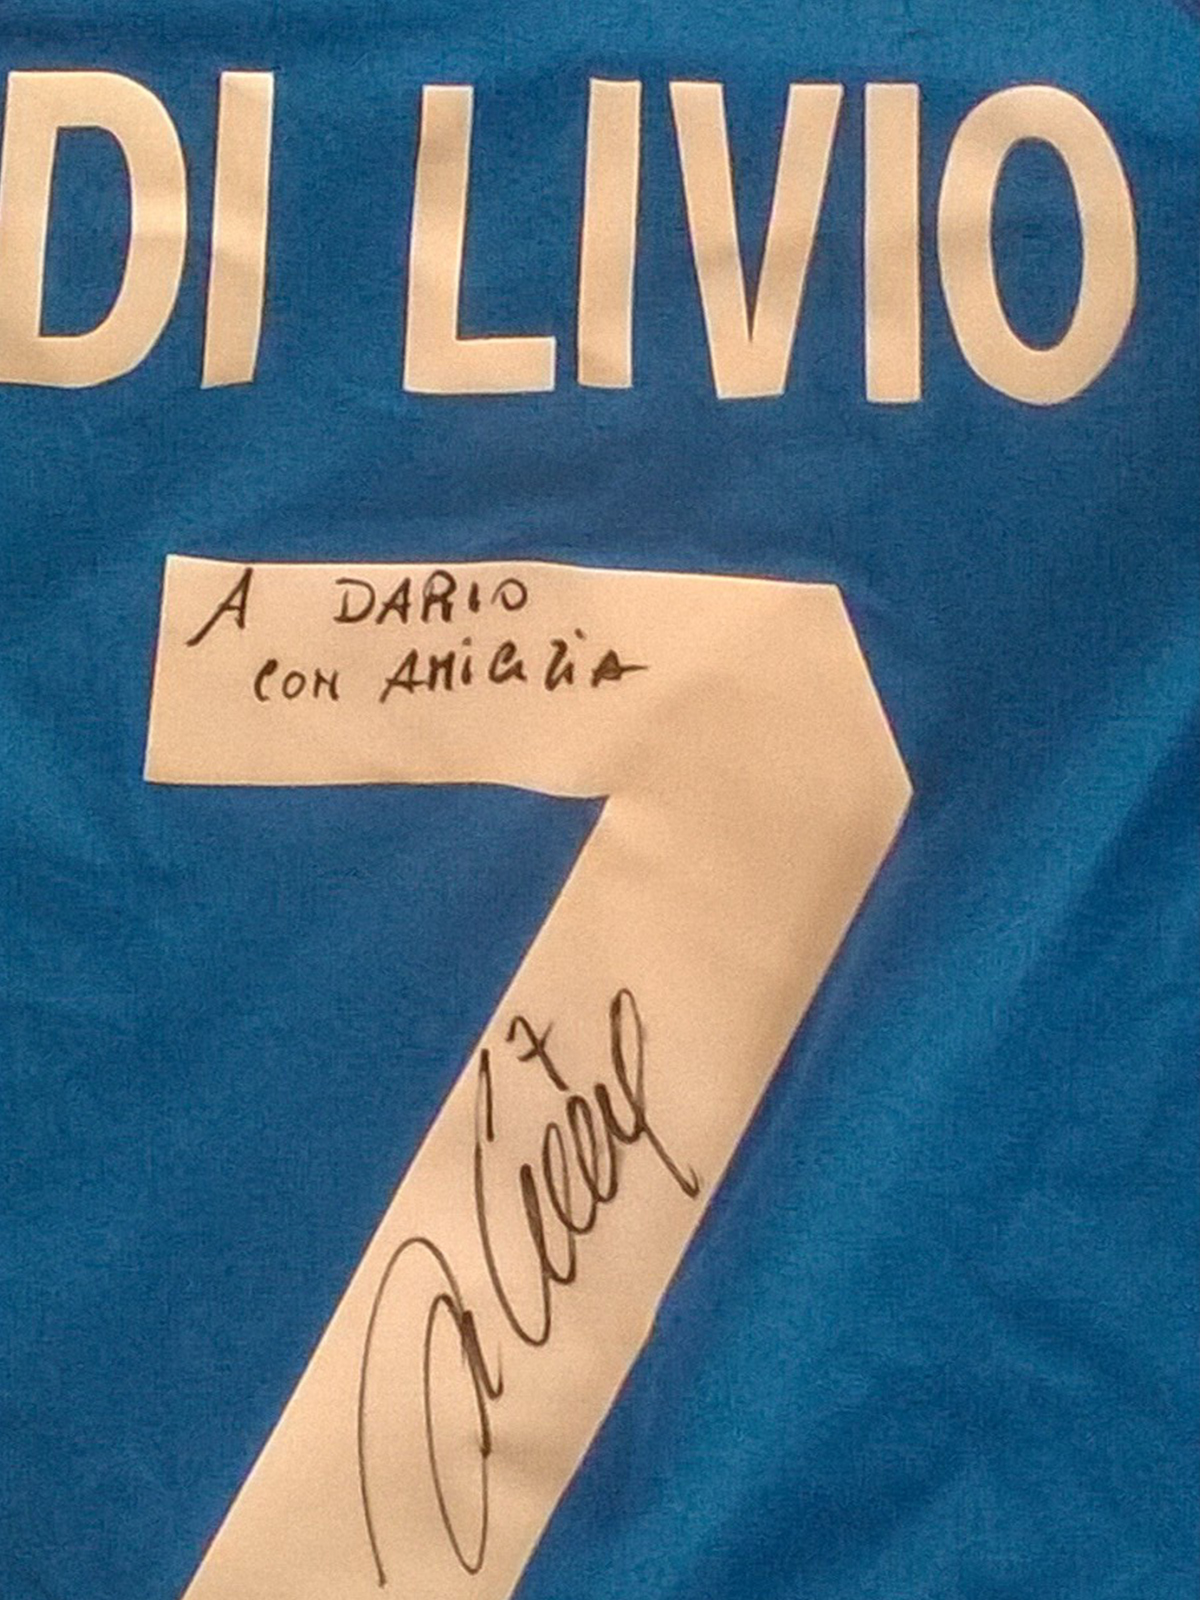 DI LIVIO
A DARIO
CON AMiCiZiA
7